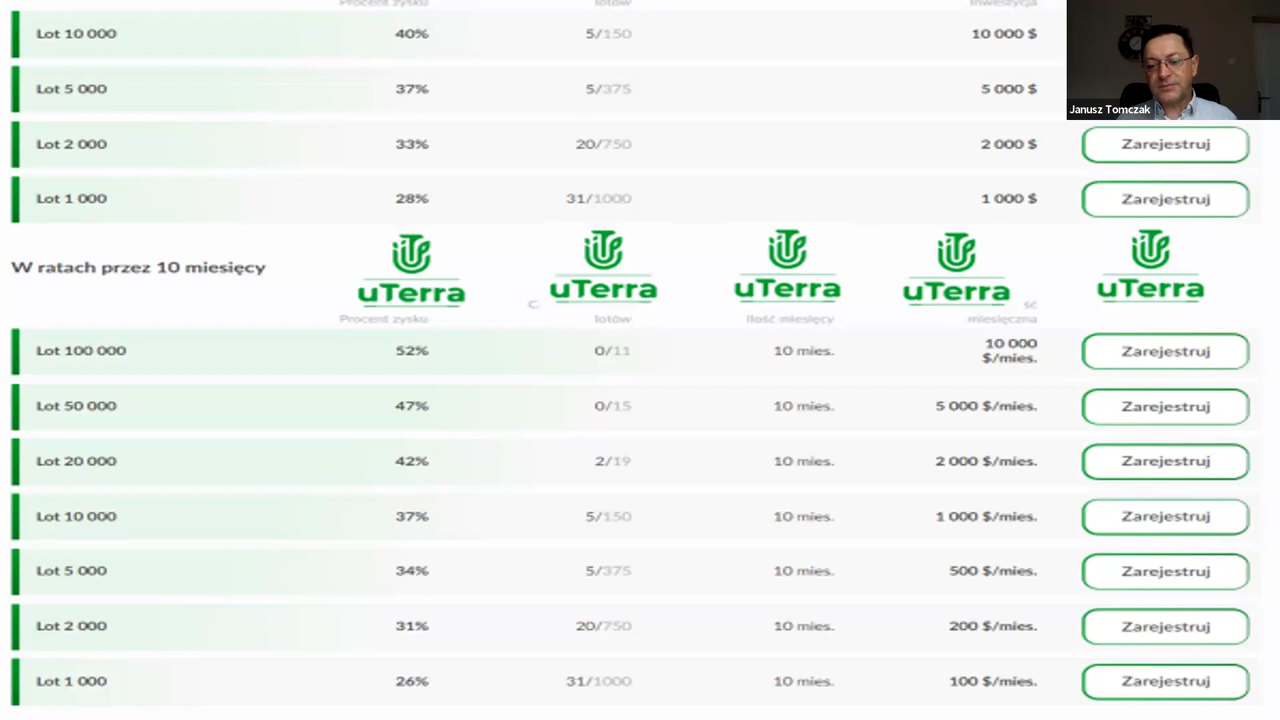 Procent zysku lotów Inwestycja
Lot 10 000 40% 5/150 10 000 $
Lot 5 000 37% 5/375 5 000 $
Janusz Tomczak
Lot 2 000 33% 20/750 2 000 $ Zarejestruj
Lot 1 000 28% 31/1000 1 000 $ Zarejestruj
W ratach przez 10 miesięcy
uTerra uTerra uTerra uTerra uTerra
C ść
Procent zysku lotów Ilość miesięcy miesięczna
Lot 100 000 52% 0/11 10 mies. 10 000 $/mies. Zarejestruj
Lot 50 000 47% 0/15 10 mies. 5 000 $/mies. Zarejestruj
Lot 20 000 42% 2/19 10 mies. 2 000 $/mies. Zarejestruj
Lot 10 000 37% 5/150 10 mies. 1 000 $/mies. Zarejestruj
Lot 5 000 34% 5/375 10 mies. 500 $/mies. Zarejestruj
Lot 2 000 31% 20/750 10 mies. 200 $/mies. Zarejestruj
Lot 1 000 26% 31/1000 10 mies. 100 $/mies. Zarejestruj